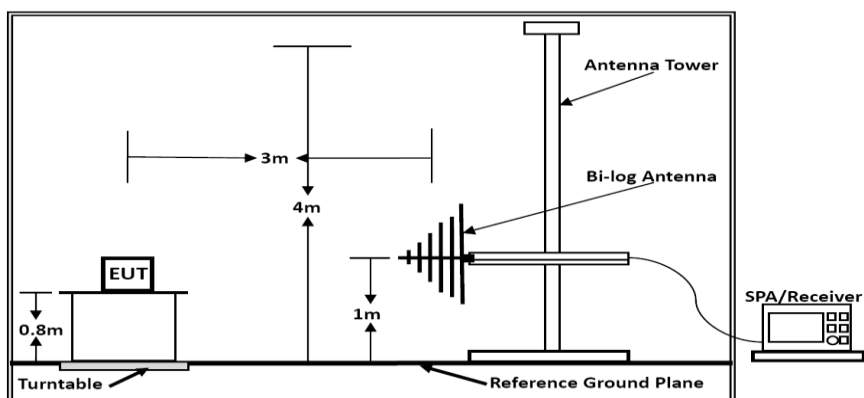 Antenna Tower
3m
Bi-log Antenna
4m
EUT
SPA/Receiver
0.8m
1m
Turntable
Reference Ground Plane